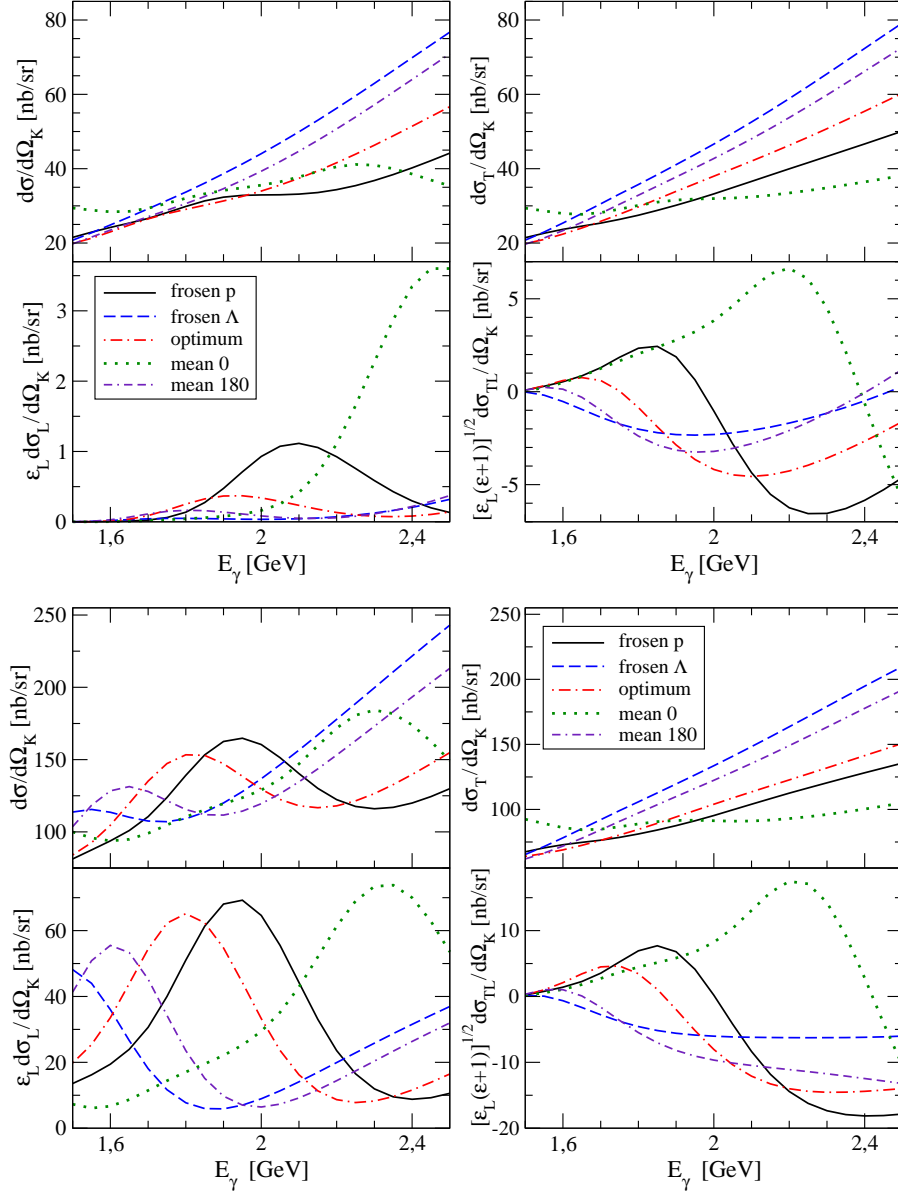 80
60
40
20
dσ/dΩ_K [nb/sr]
80
60
40
20
dσ_T/dΩ_K [nb/sr]
3
2
1
0
ε_L dσ_L/dΩ_K [nb/sr]
frosen p
frosen Λ
optimum
mean 0
mean 180
1,6
2
2,4
E_γ [GeV]
5
0
-5
[ε_L(ε+1)]^1/2 dσ_TL/dΩ_K [nb/sr]
1,6
2
2,4
E_γ [GeV]
250
200
150
100
dσ/dΩ_K [nb/sr]
250
200
150
100
dσ_T/dΩ_K [nb/sr]
frosen p
frosen Λ
optimum
mean 0
mean 180
60
40
20
0
ε_L dσ_L/dΩ_K [nb/sr]
1,6
2
2,4
E_γ [GeV]
10
0
-10
-20
[ε_L(ε+1)]^1/2 dσ_TL/dΩ_K [nb/sr]
1,6
2
2,4
E_γ [GeV]